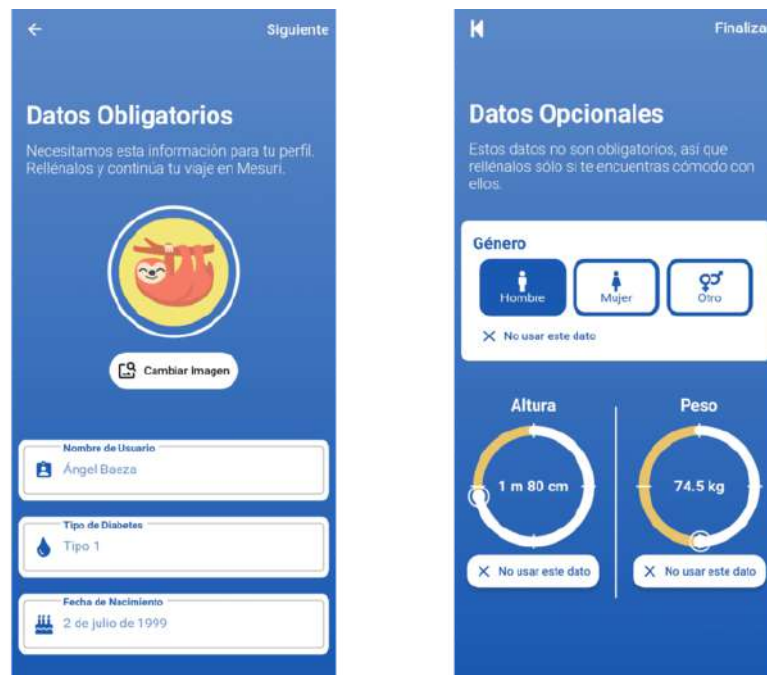 Siguiente
Datos Obligatorios
Necesitamos esta información para tu perfil.
Rellénalos y continúa tu viaje en Mesuri.
Cambiar Imagen
Nombre de Usuario
Ángel Baeza
Tipo de Diabetes
Tipo 1
Fecha de Nacimiento
2 de julio de 1999
Finaliza
Datos Opcionales
Estos datos no son obligatorios, así que
rellénalos sólo si te encuentras cómodo con
ellos.
Género
Hombre
Mujer
Otro
No usar este dato
Altura
1 m 80 cm
No usar este dato
Peso
74.5 kg
No usar este dato